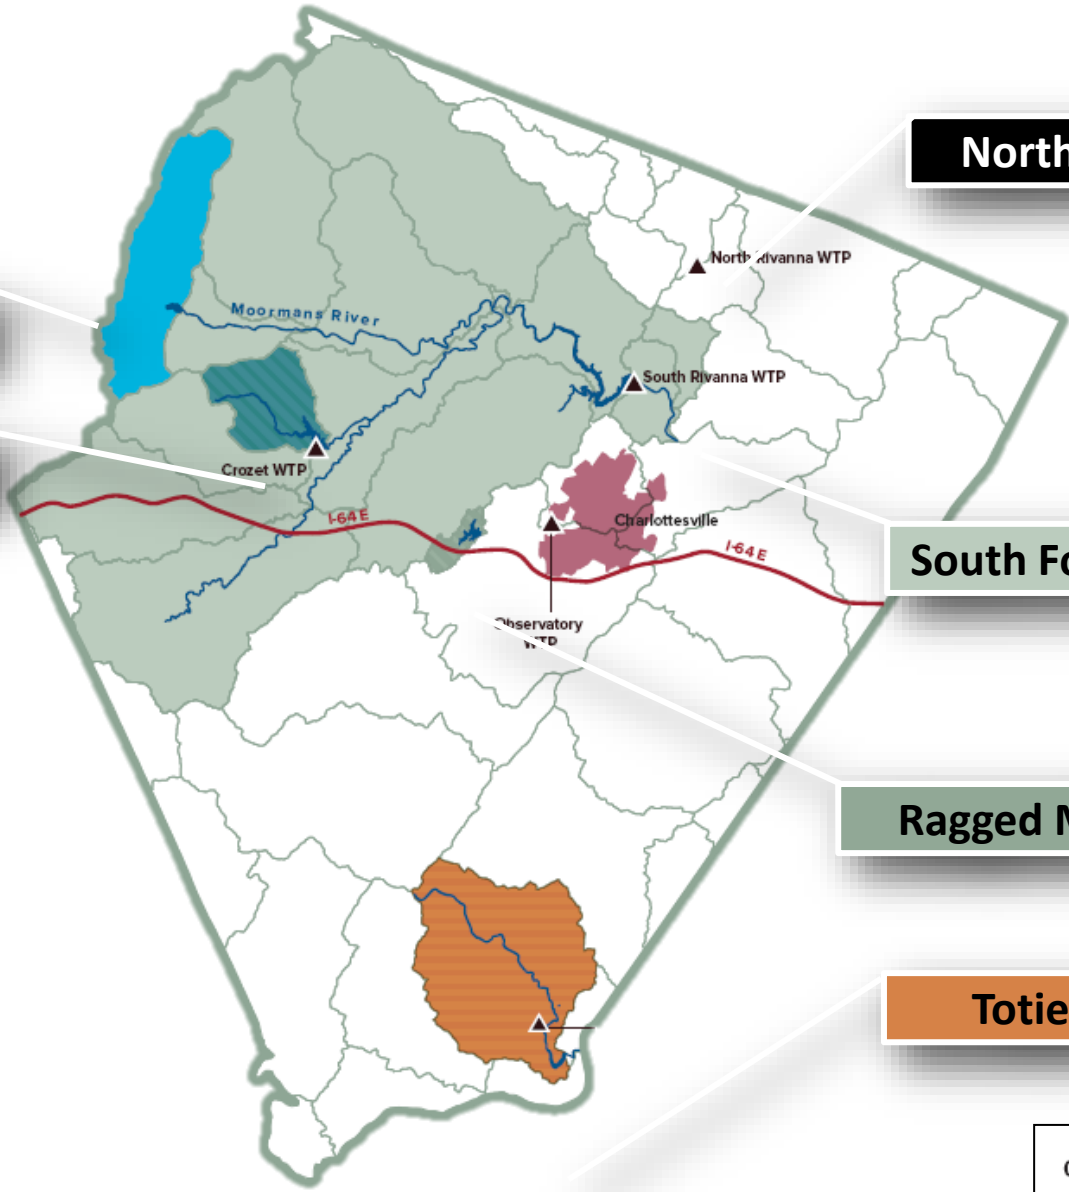 North
North Rivanna WTP
Moormans River
South Rivanna WTP
Crozet WTP
I-64 E
Charlottesville
I-64 E
South Fo
Observatory
WTP
Ragged
Totie